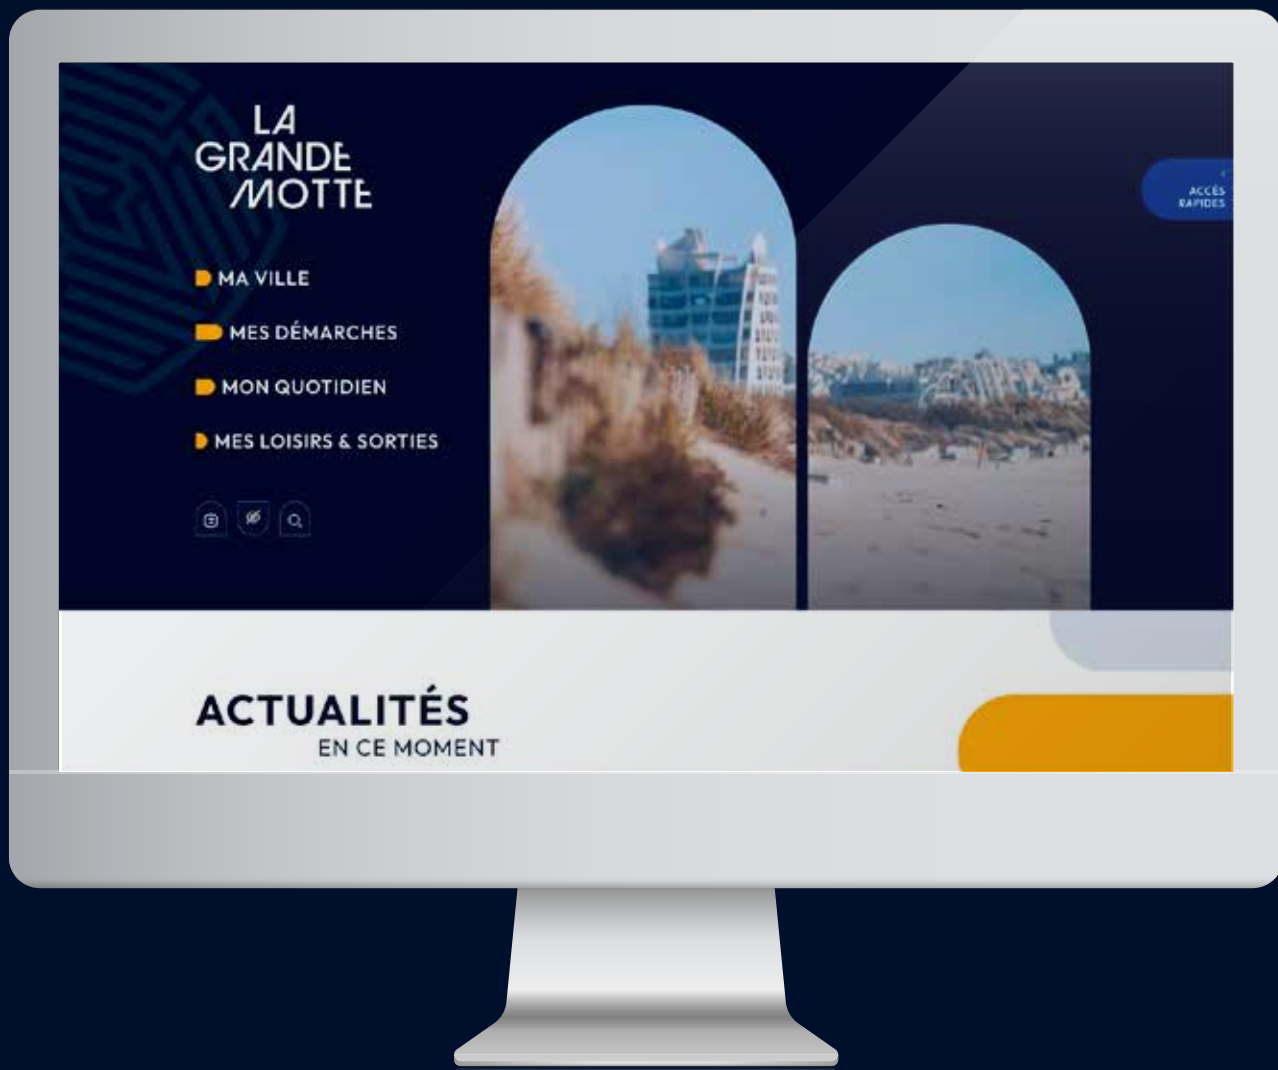 LA
GRANDE
MOTTE
MA VILLE
MES DÉMARCHES
MON QUOTIDIEN
MES LOISIRS & SORTIES
ACCÈS
RAPIDES
ACTUALITÉS
EN CE MOMENT